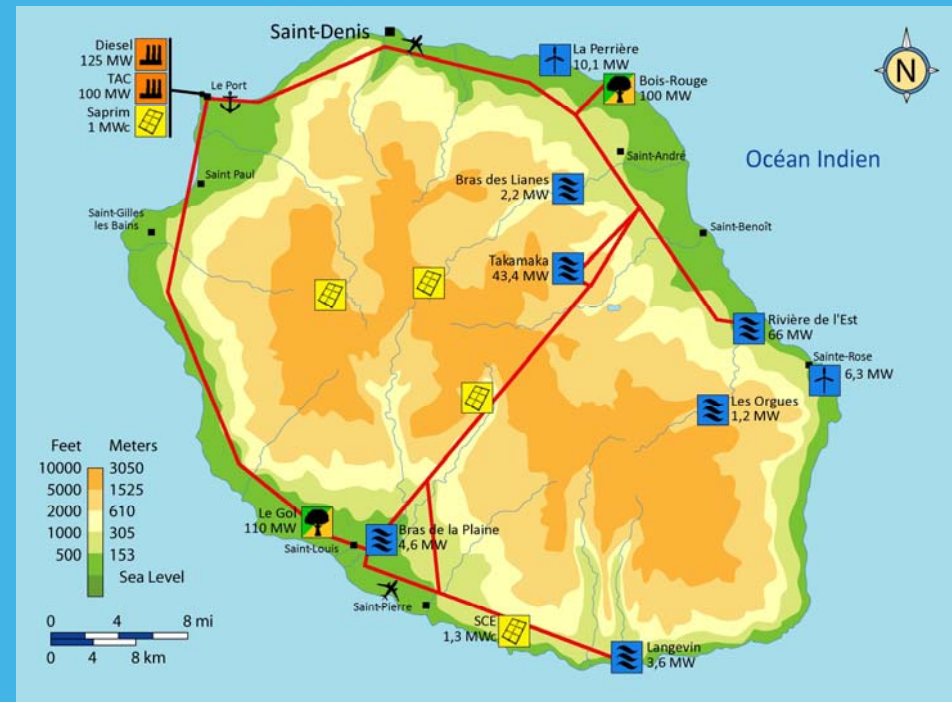 Saint-Denis
Diesel
125 MW
TAC
100 MW
Saprim
1 MWc
Le Port
La Perrière
10,1 MW
Bois-Rouge
100 MW
N
Saint-André
Océan Indien
Saint Paul
Bras des Lianes
2,2 MW
Saint-Gilles
les Bains
Saint-Benoît
Takamaka
43,4 MW
Rivière de l'Est
66 MW
Sainte-Rose
6,3 MW
Les Orgues
1,2 MW
Feet Meters
10000 3050
5000 1525
2000 610
1000 305
500 153
Sea Level
Le Gol
110 MW
Saint-Louis
Bras de la Plaine
4,6 MW
Saint-Pierre
SCE
1,3 MWc
Langevin
3,6 MW
0 4 8 mi
0 4 8 km